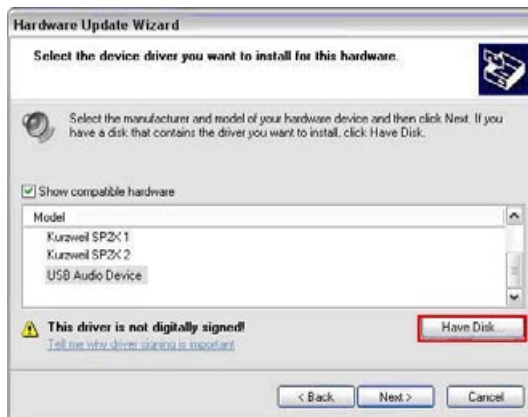 Hardware Update Wizard
Select the device driver you want to install for this hardware.
Select the manufacturer and model of your hardware device and then click Next. If you
have a disk that contains the driver you want to install, click Have Disk.
Show compatible hardware
Model
Kurzweil SP2X 1
Kurzweil SP2X 2
USB Audio Device
This driver is not digitally signed!
Tell me why driver signing is important
Have Disk...
< Back
Next >
Cancel